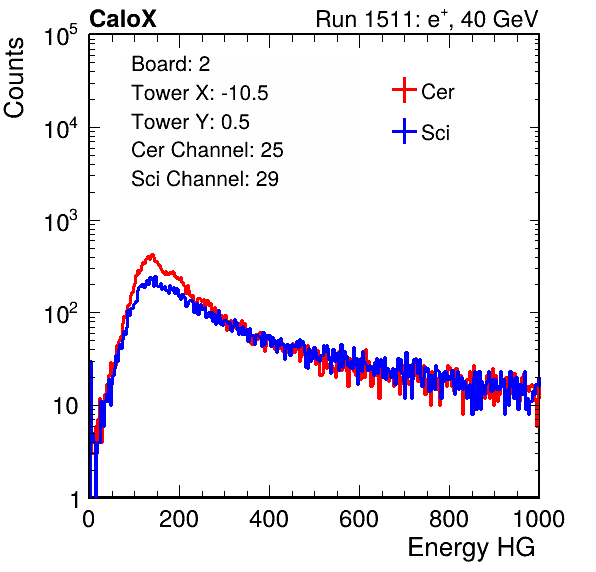 CaloX Run 1511: e⁺, 40 GeV
Counts
10⁵
10⁴
10³
10²
10
1
Board: 2
Tower X: -10.5
Tower Y: 0.5
Cer Channel: 25
Sci Channel: 29
Cer
Sci
0 200 400 600 800 1000
Energy HG